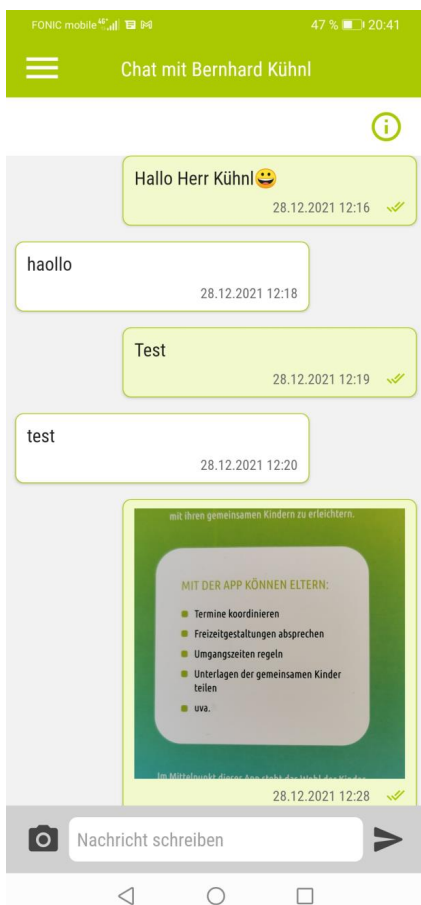 FONIC mobile 47 % 20:41
Chat mit Bernhard Kühnl
Hallo Herr Kühnl😀
28.12.2021 12:16
haollo
28.12.2021 12:18
Test
28.12.2021 12:19
test
28.12.2021 12:20
mit ihren gemeinsamen Kindern zu erleichtern.
MIT DER APP KÖNNEN ELTERN:
Termine koordinieren
Freizeitgestaltungen absprechen
Umgangszeiten regeln
Unterlagen der gemeinsamen Kinder
teilen
uva.
Im Mittelpunkt dieser App steht das Wohl der Kinder
28.12.2021 12:28
Nachricht schreiben